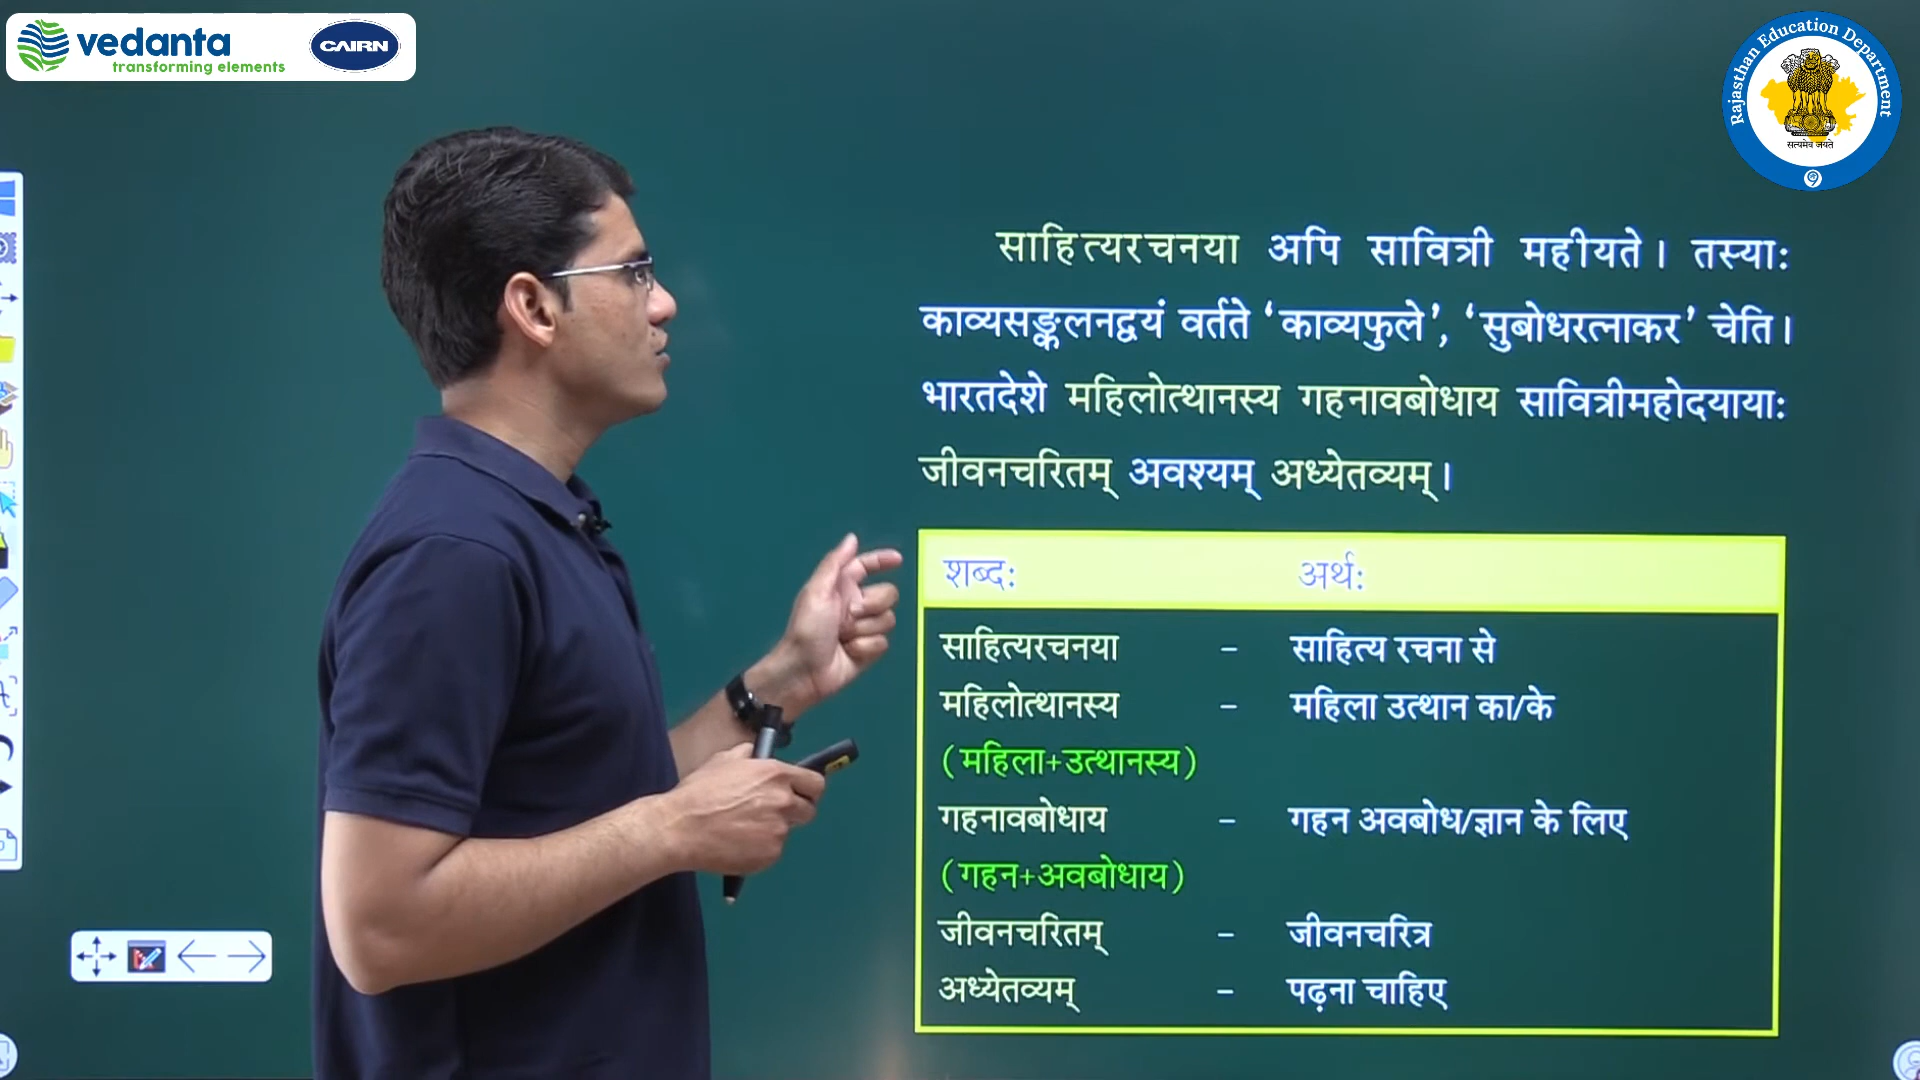 vedanta
transforming elements
CAIRN
Rajasthan Education Department
सत्यमेव जयते
साहित्यरचनया अपि सावित्री महीयते। तस्याः
काव्यसङ्कलनद्वयं वर्तते ‘काव्यफुले’, ‘सुबोधरत्नाकर’ चेति।
भारतदेशे महिलोत्थानस्य गहनावबोधाय सावित्रीमहोदयायाः
जीवनचरितम् अवश्यम् अध्येतव्यम्।
शब्दः अर्थः
साहित्यरचनया – साहित्य रचना से
महिलोत्थानस्य – महिला उत्थान का/के
(महिला+उत्थानस्य)
गहनावबोधाय – गहन अवबोध/ज्ञान के लिए
(गहन+अवबोधाय)
जीवनचरितम् – जीवनचरित्र
अध्येतव्यम् – पढ़ना चाहिए